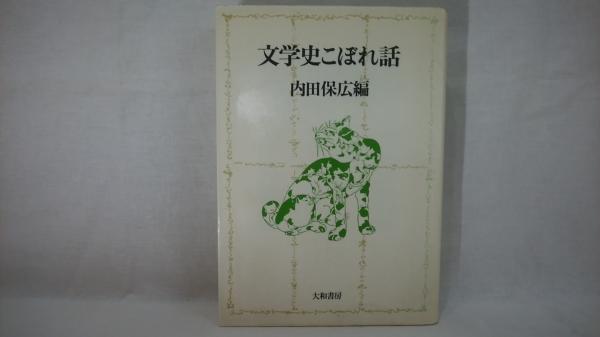 文学史こぼれ話
内田保広編
大和書房